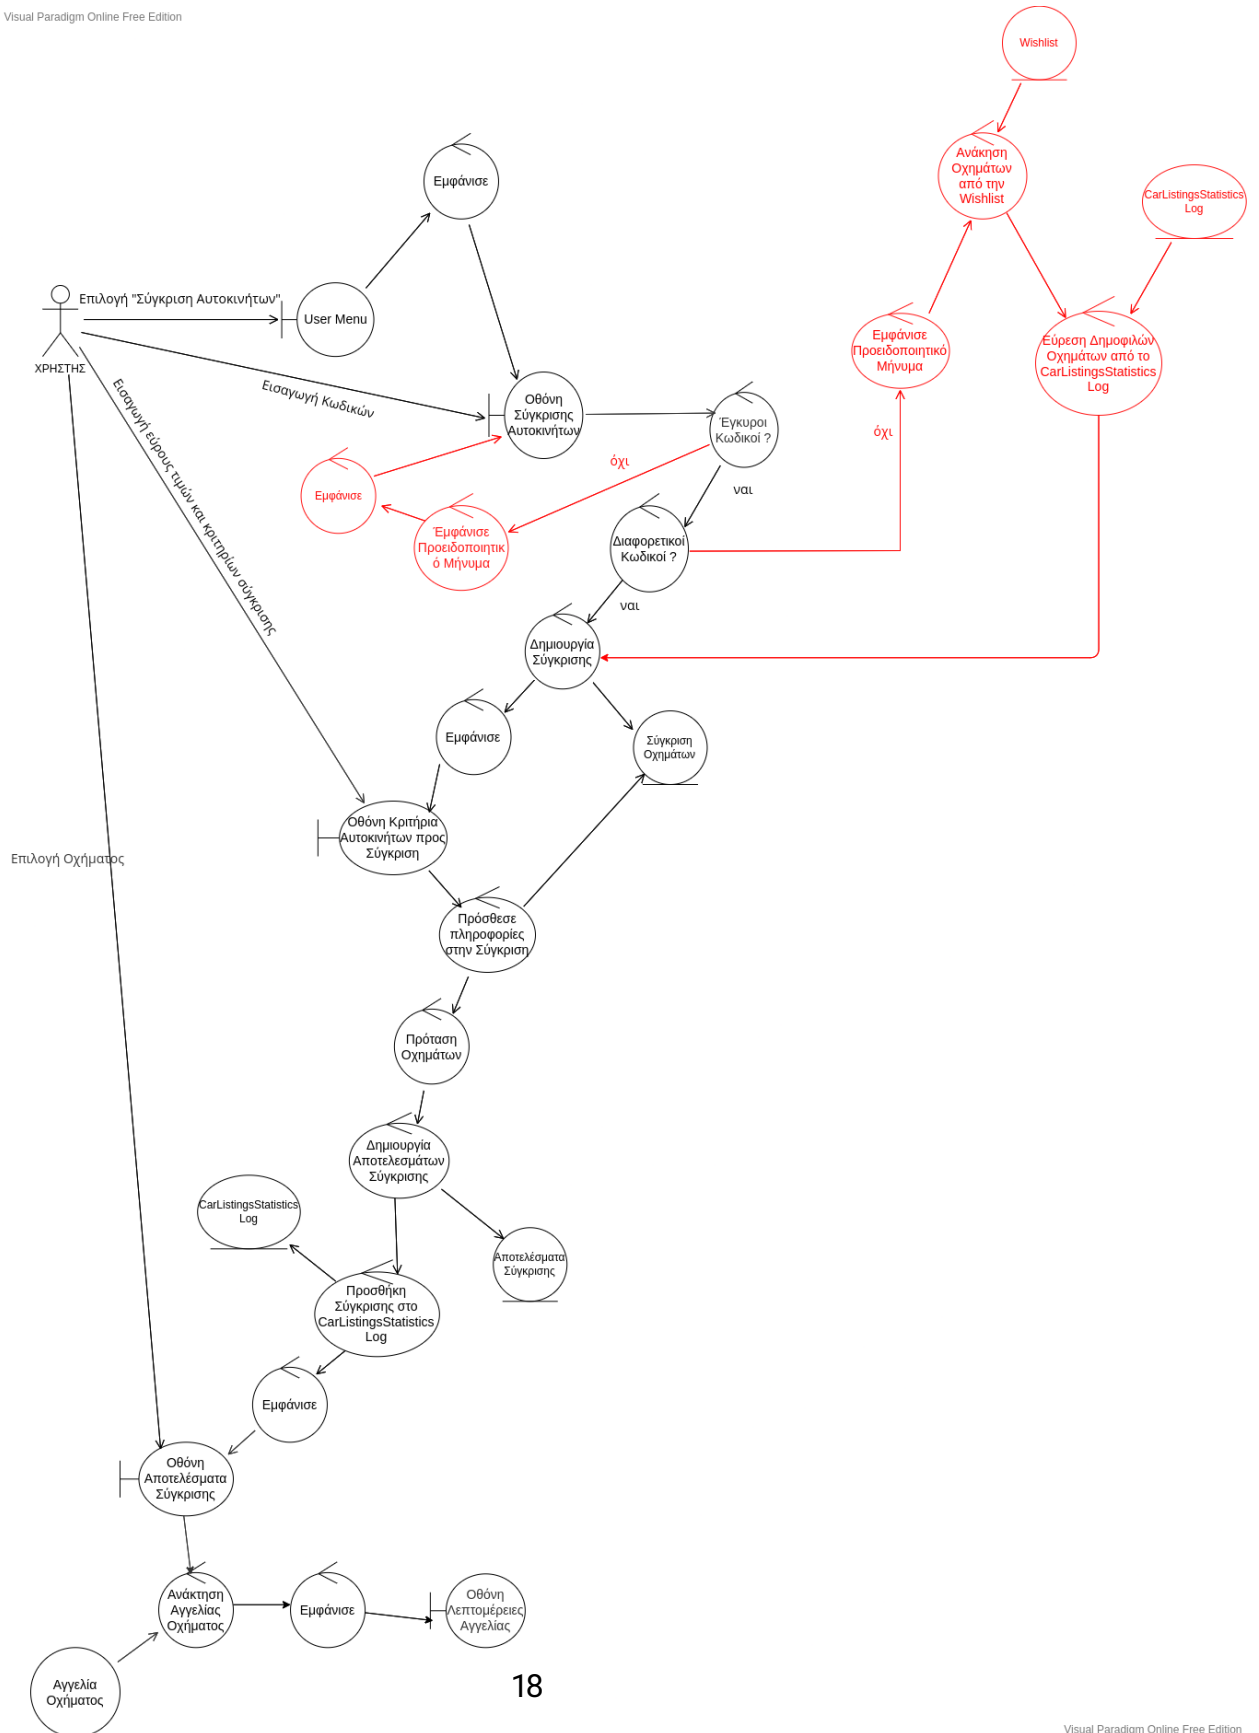 Visual Paradigm Online Free Edition
Wishlist
Ανάκηση
Οχημάτων
από την
Wishlist
Εμφάνισε
CarListingsStatistics
Log
Επιλογή "Σύγκριση Αυτοκινήτων"
User Menu
ΧΡΗΣΤΗΣ
Εμφάνισε
Προειδοποιητικό
Μήνυμα
Εύρεση Δημοφιλών
Οχημάτων από το
CarListingsStatistics
Log
Εισαγωγή Κωδικών
Οθόνη
Σύγκρισης
Αυτοκινήτων
Έγκυροι
Κωδικοί ?
όχι
όχι
ναι
Εισαγωγή εύρους τιμών και κριτηρίων σύγκρισης
Εμφάνισε
Έμφάνισε
Προειδοποιητικ
ό Μήνυμα
Διαφορετικοί
Κωδικοί ?
ναι
Δημιουργία
Σύγκρισης
Εμφάνισε
Σύγκριση
Οχημάτων
Οθόνη Κριτήρια
Αυτοκινήτων προς
Σύγκριση
Επιλογή Οχήματος
Πρόσθεσε
πληροφορίες
στην Σύγκριση
Πρόταση
Οχημάτων
Δημιουργία
Αποτελεσμάτων
Σύγκρισης
CarListingsStatistics
Log
Αποτελέσματα
Σύγκρισης
Προσθήκη
Σύγκρισης στο
CarListingsStatistics
Log
Εμφάνισε
Οθόνη
Αποτελέσματα
Σύγκρισης
Ανάκτηση
Αγγελίας
Οχήματος
Εμφάνισε
Οθόνη
Λεπτομέρειες
Αγγελίας
Αγγελία
Οχήματος
18
Visual Paradigm Online Free Edition